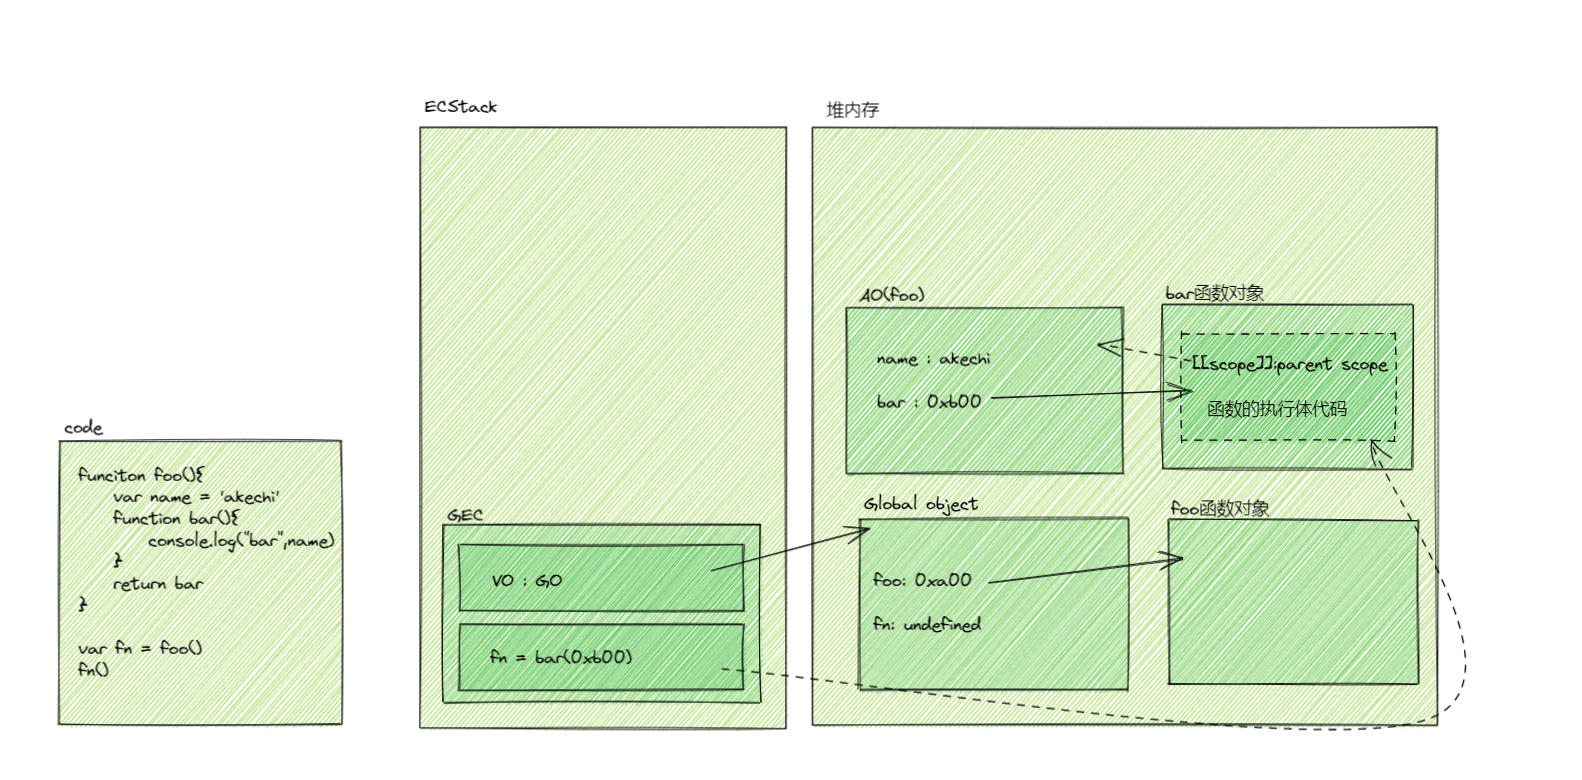 code
funciton foo(){
var name = 'akechi'
function bar(){
console.log("bar",name)
}
return bar
}
var fn = foo()
fn()
ECStack
GEC
VO : GO
fn = bar(0xb00)
堆内存
AO(foo)
name : akechi
bar : 0xb00
bar函数对象
[[scope]]:parent scope
函数的执行体代码
Global object
foo: 0xa00
fn: undefined
foo函数对象